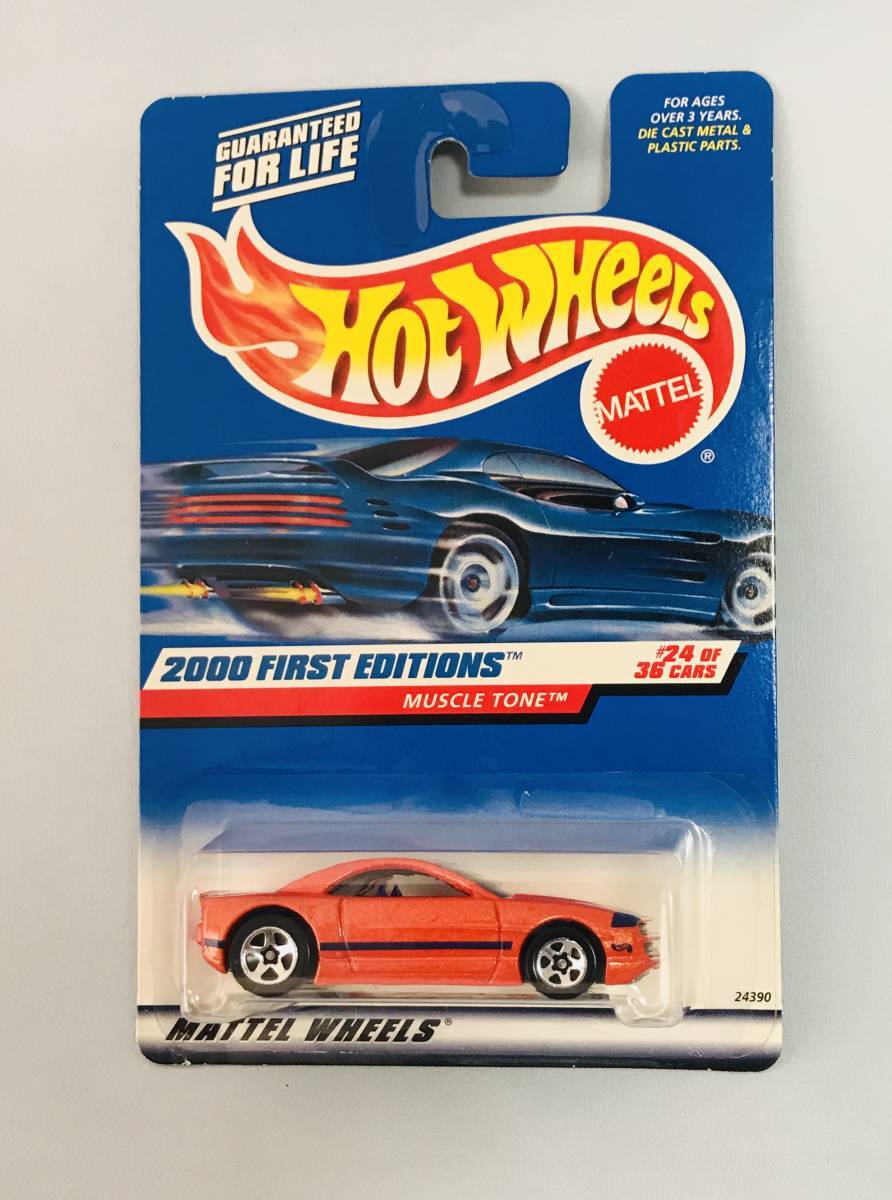 GUARANTEED
FOR LIFE
FOR AGES
OVER 3 YEARS.
DIE CAST METAL &
PLASTIC PARTS.
HOT WHEELS
MATTEL
®
2000 FIRST EDITIONS™
#24 OF
36 CARS
MUSCLE TONE™
24390
MATTEL WHEELS®